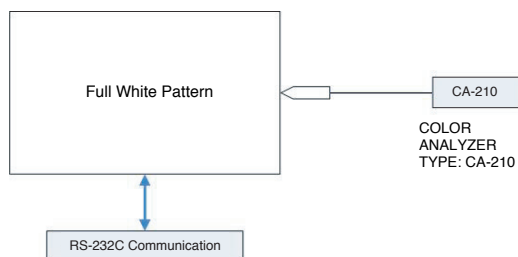 Full White Pattern
CA-210
COLOR
ANALYZER
TYPE: CA-210
RS-232C Communication